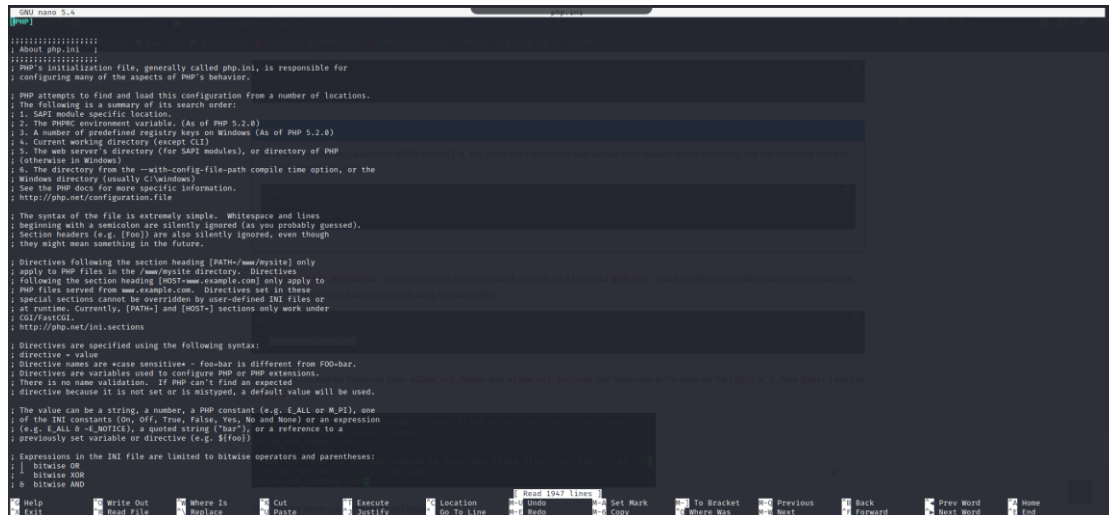 GNU nano 5.4 php.ini
[PHP]
;;;;;;;;;;;;;;;;;;;
; About php.ini   ;
;;;;;;;;;;;;;;;;;;;
; PHP's initialization file, generally called php.ini, is responsible for
; configuring many of the aspects of PHP's behavior.
; PHP attempts to find and load this configuration from a number of locations.
; The following is a summary of its search order:
; 1. SAPI module specific location.
; 2. The PHPRC environment variable. (As of PHP 5.2.0)
; 3. A number of predefined registry keys on Windows (As of PHP 5.2.0)
; 4. Current working directory (except CLI)
; 5. The web server's directory (for SAPI modules), or directory of PHP
; (otherwise in Windows)
; 6. The directory from the --with-config-file-path compile time option, or the
; Windows directory (usually C:\windows)
; See the PHP docs for more specific information.
; http://php.net/configuration.file
; The syntax of the file is extremely simple.  Whitespace and lines
; beginning with a semicolon are silently ignored (as you probably guessed).
; Section headers (e.g. [Foo]) are also silently ignored, even though
; they might mean something in the future.
; Directives following the section heading [PATH=/www/mysite] only
; apply to PHP files in the /www/mysite directory.  Directives
; following the section heading [HOST=www.example.com] only apply to
; PHP files served from www.example.com.  Directives set in these
; special sections cannot be overridden by user-defined INI files or
; at runtime. Currently, [PATH=] and [HOST=] sections only work under
; CGI/FastCGI.
; http://php.net/ini.sections
; Directives are specified using the following syntax:
; directive = value
; Directive names are *case sensitive* - foo=bar is different from FOO=bar.
; Directives are variables used to configure PHP or PHP extensions.
; There is no name validation.  If PHP can't find an expected
; directive because it is not set or is mistyped, a default value will be used.
; The value can be a string, a number, a PHP constant (e.g. E_ALL or M_PI), one
; of the INI constants (On, Off, True, False, Yes, No and None) or an expression
; (e.g. E_ALL & ~E_NOTICE), a quoted string ("bar"), or a reference to a
; previously set variable or directive (e.g. ${foo})
; Expressions in the INI file are limited to bitwise operators and parentheses:
; |  bitwise OR
; ^  bitwise XOR
; &  bitwise AND
[ Read 1947 lines ]
^G Help ^O Write Out ^W Where Is ^K Cut ^T Execute ^C Location M-U Undo M-A Set Mark M-] To Bracket M-Q Previous ^B Back ^◀ Prev Word ^A Home
^X Exit ^R Read File ^\ Replace ^U Paste ^J Justify ^_ Go To Line M-E Redo M-6 Copy ^Q Where Was M-W Next ^F Forward ^▶ Next Word ^E End